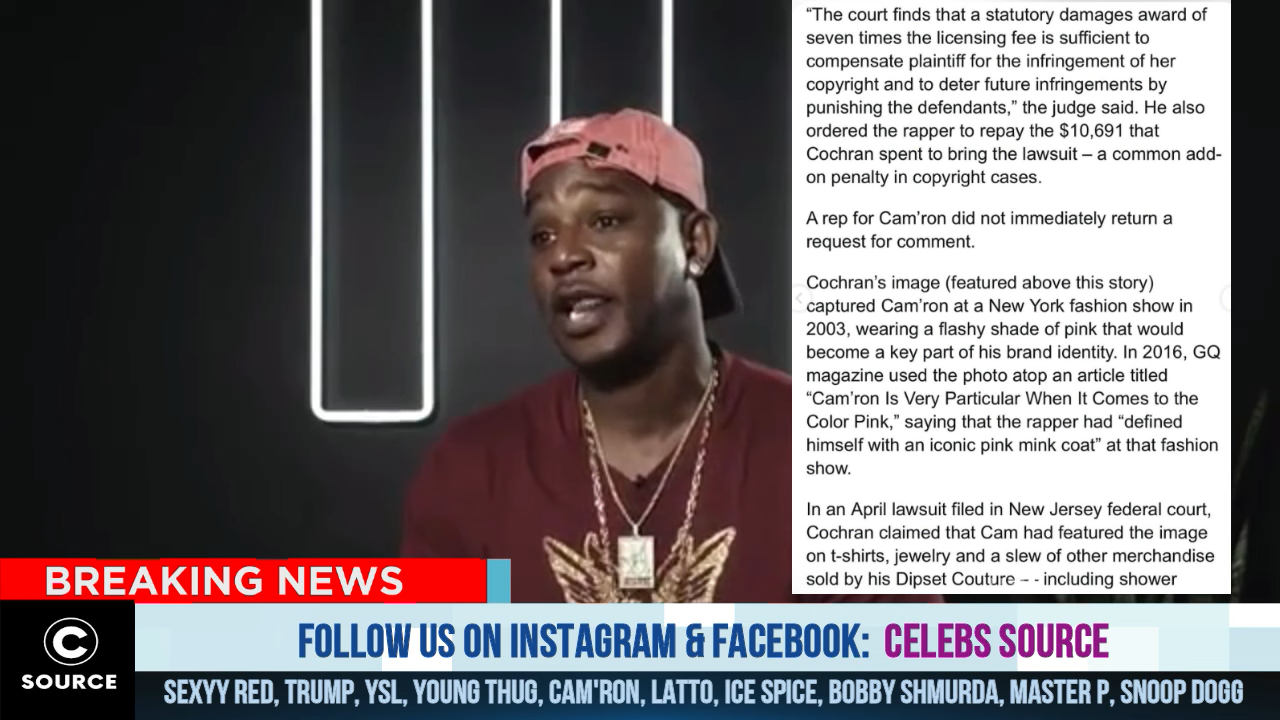 “The court finds that a statutory damages award of
seven times the licensing fee is sufficient to
compensate plaintiff for the infringement of her
copyright and to deter future infringements by
punishing the defendants,” the judge said. He also
ordered the rapper to repay the $10,691 that
Cochran spent to bring the lawsuit – a common add-
on penalty in copyright cases.
A rep for Cam’ron did not immediately return a
request for comment.
Cochran’s image (featured above this story)
captured Cam’ron at a New York fashion show in
2003, wearing a flashy shade of pink that would
become a key part of his brand identity. In 2016, GQ
magazine used the photo atop an article titled
“Cam’ron Is Very Particular When It Comes to the
Color Pink,” saying that the rapper had “defined
himself with an iconic pink mink coat” at that fashion
show.
In an April lawsuit filed in New Jersey federal court,
Cochran claimed that Cam had featured the image
on t-shirts, jewelry and a slew of other merchandise
sold by his Dipset Couture – - including shower
BREAKING NEWS
C
SOURCE
FOLLOW US ON INSTAGRAM & FACEBOOK: CELEBS SOURCE
SEXYY RED, TRUMP, YSL, YOUNG THUG, CAM'RON, LATTO, ICE SPICE, BOBBY SHMURDA, MASTER P, SNOOP DOGG